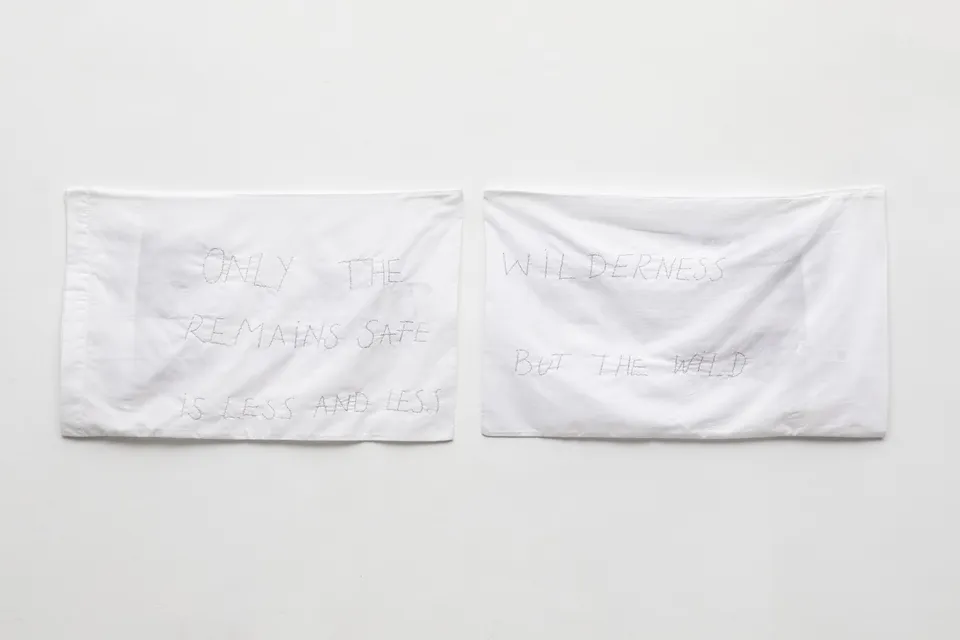 ONLY THE WILDERNESS
REMAINS SAFE BUT THE WILD
IS LESS AND LESS